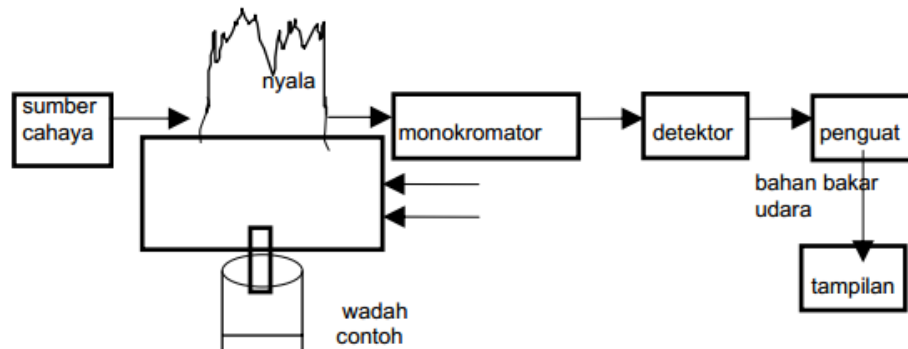 nyala
sumber
cahaya
monokromator
detektor
penguat
bahan bakar
udara
tampilan
wadah
contoh